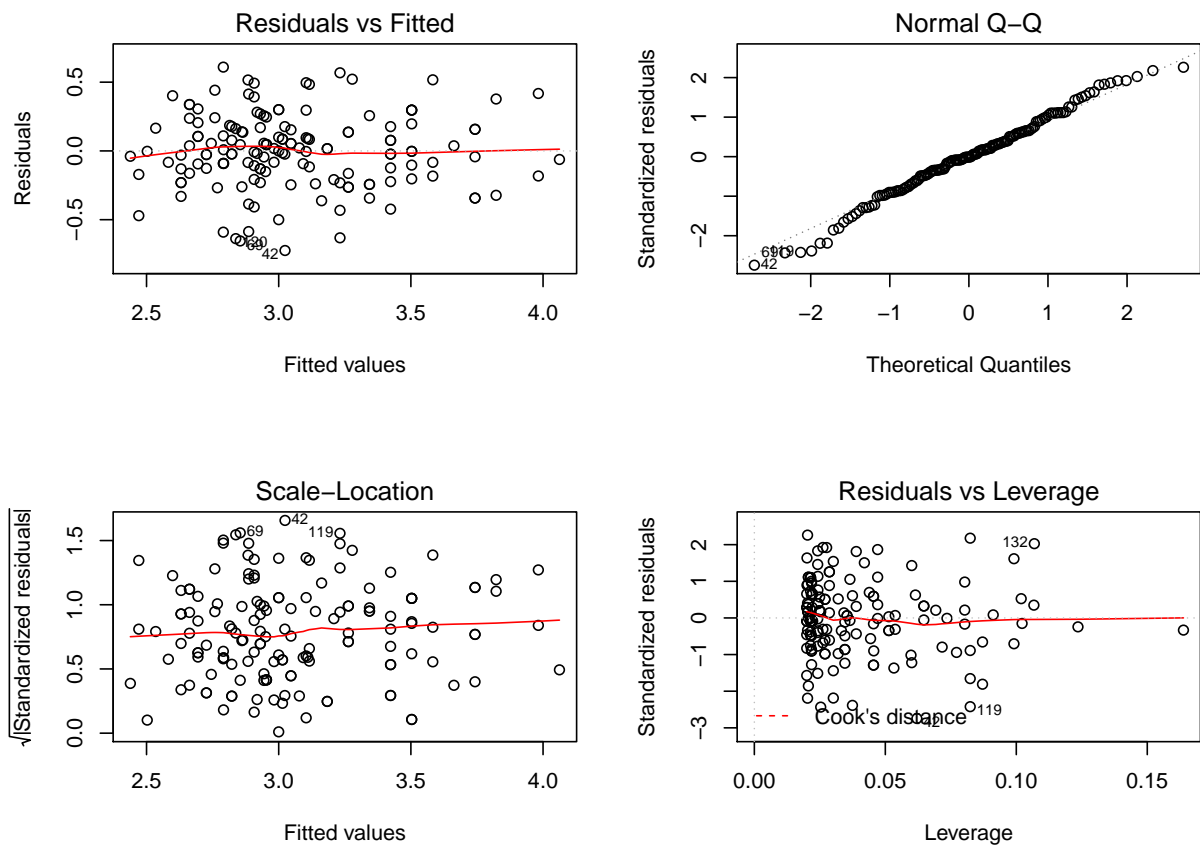 Residuals vs Fitted
Residuals
0.5
0.0
−0.5
120
69
42
2.5 3.0 3.5 4.0
Fitted values
Normal Q−Q
Standardized residuals
2
1
0
−2
69
119
42
−2 −1 0 1 2
Theoretical Quantiles
Scale−Location
√|Standardized residuals|
1.5
1.0
0.5
0.0
69
42
119
2.5 3.0 3.5 4.0
Fitted values
Residuals vs Leverage
Standardized residuals
2
1
0
−1
−3
132
119
42
Cook's distance
0.00 0.05 0.10 0.15
Leverage